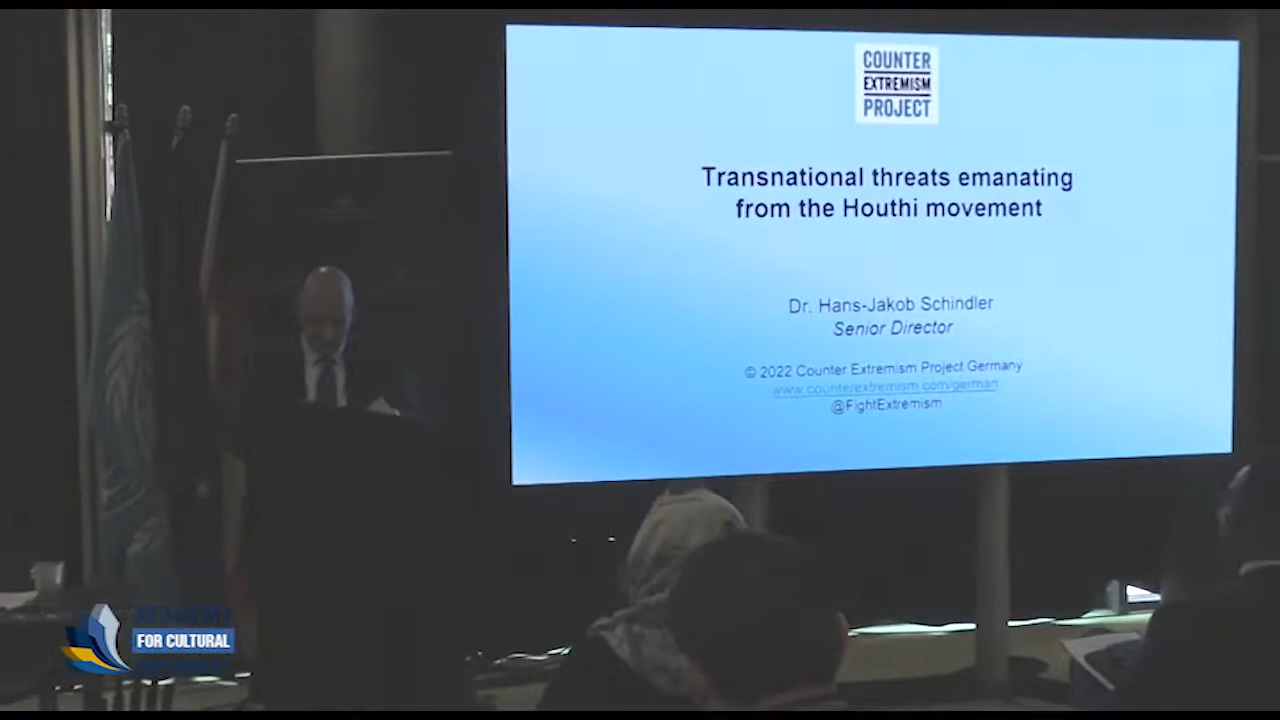 COUNTER
EXTREMISM
PROJECT
Transnational threats emanating
from the Houthi movement
Dr. Hans-Jakob Schindler
Senior Director
© 2022 Counter Extremism Project Germany
www.counterextremism.com/german
@FightExtremism
ACADEMY
FOR CULTURAL